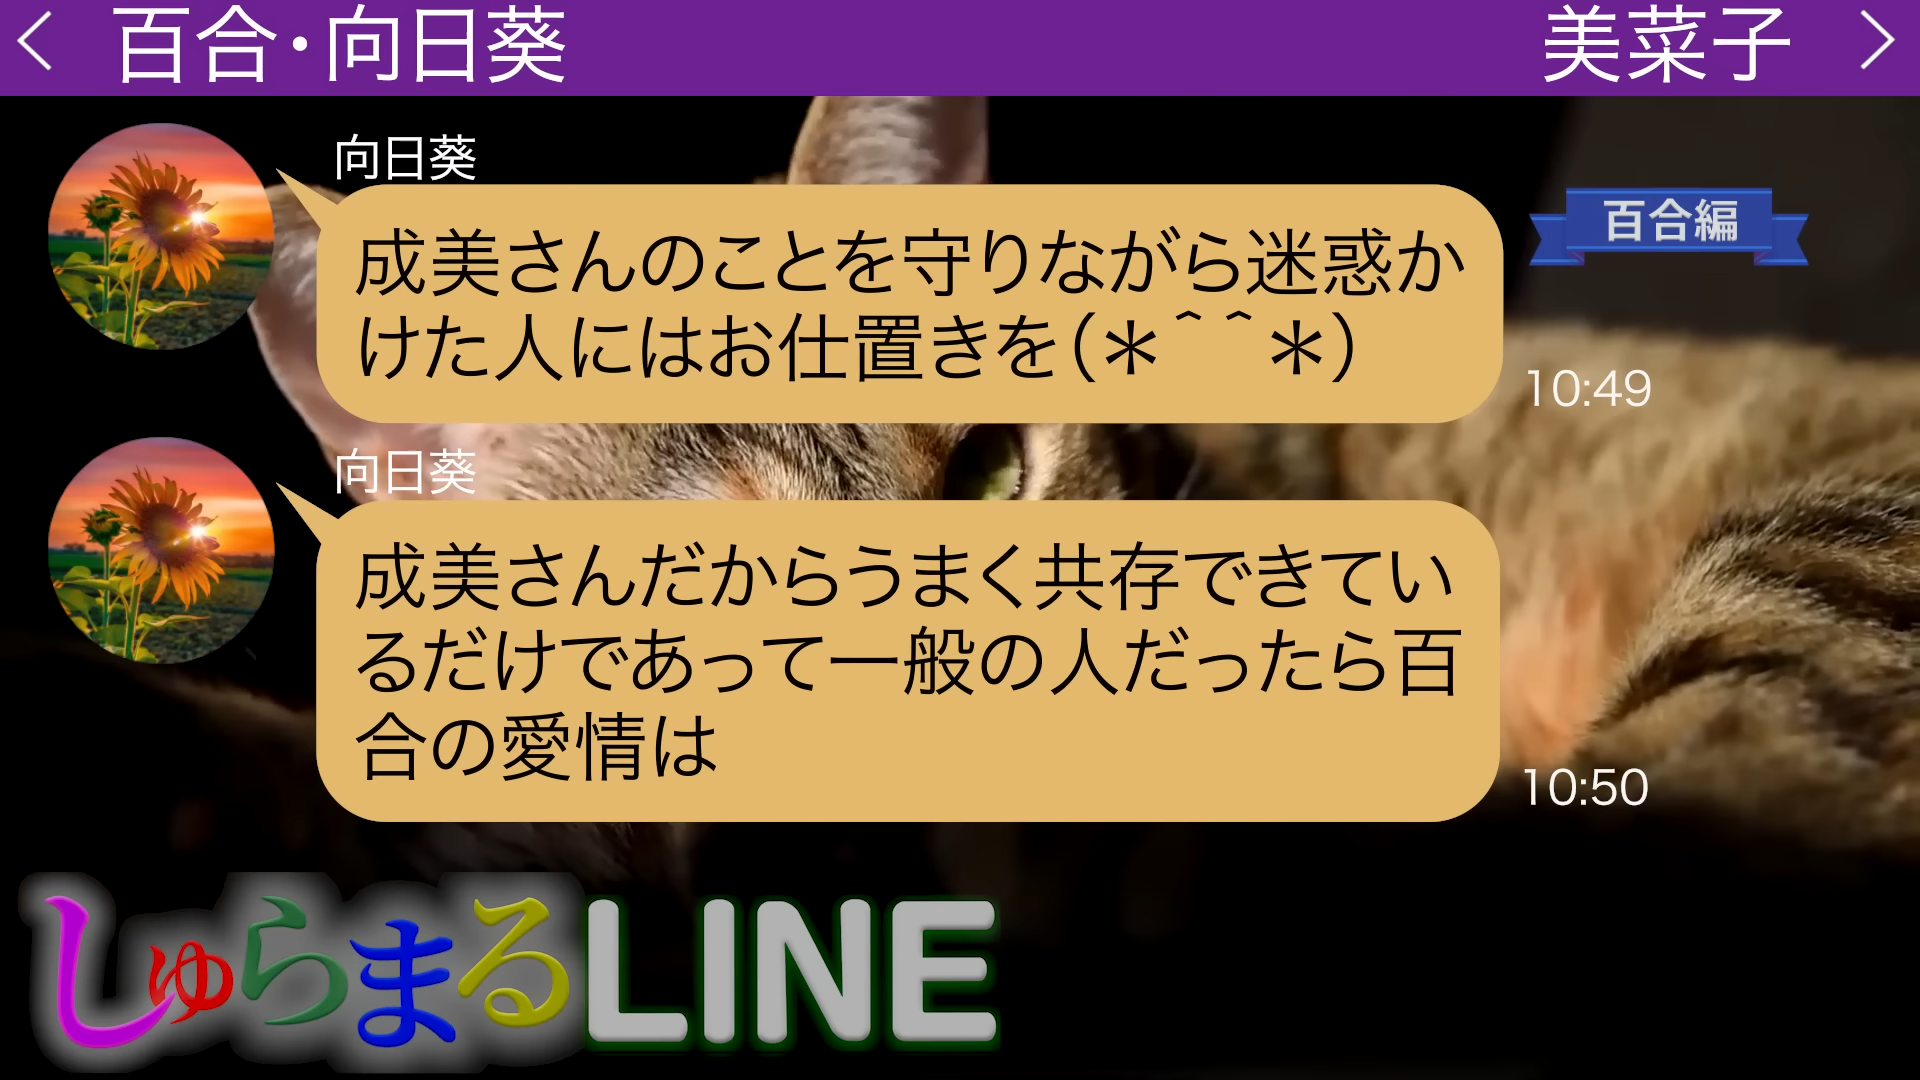 百合・向日葵
美菜子
向日葵
成美さんのことを守りながら迷惑か
けた人にはお仕置きを(＊＾＾＊)
百合編
10:49
向日葵
成美さんだからうまく共存できてい
るだけであって一般の人だったら百
合の愛情は
10:50
しゅらまるLINE